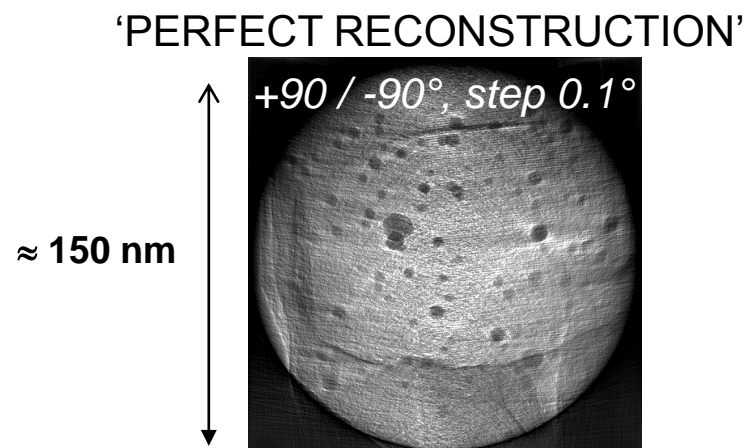 'PERFECT RECONSTRUCTION'
+90 / -90°, step 0.1°
≈ 150 nm